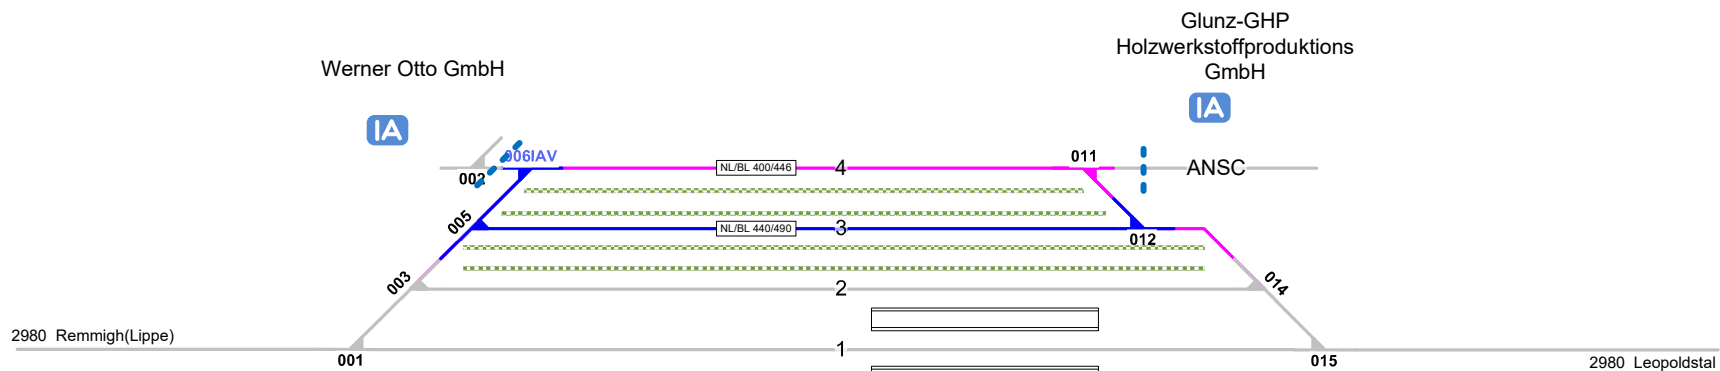 Glunz-GHP
Holzwerkstoffproduktions
GmbH
Werner Otto GmbH
IA
IA
006IAV
002
NL/BL 400/446
4
011
ANSC
005
NL/BL 440/490
3
012
003
2
014
2980 Remmigh(Lippe)
001
1
015
2980 Leopoldstal